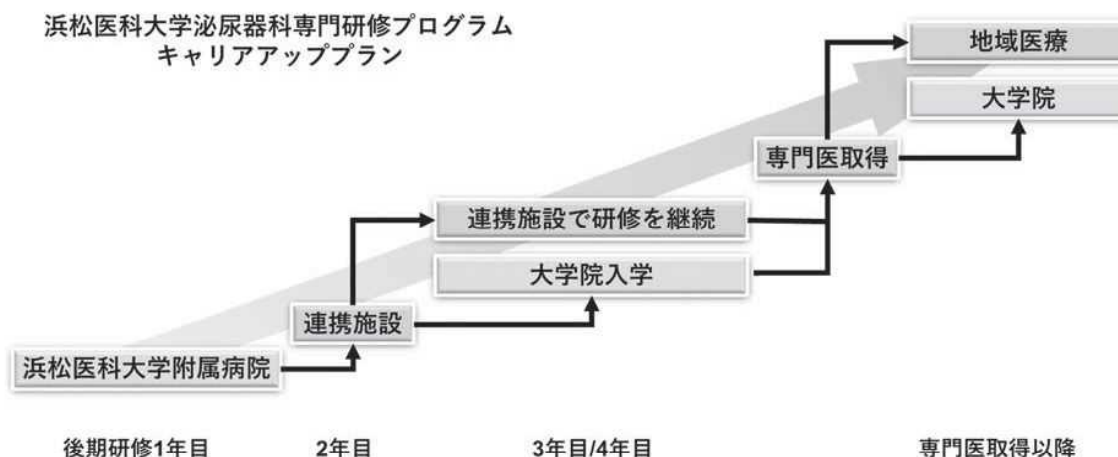 浜松医科大学泌尿器科専門研修プログラム
キャリアアッププラン
地域医療
大学院
専門医取得
連携施設で研修を継続
大学院入学
連携施設
浜松医科大学附属病院
後期研修1年目
2年目
3年目/4年目
専門医取得以降